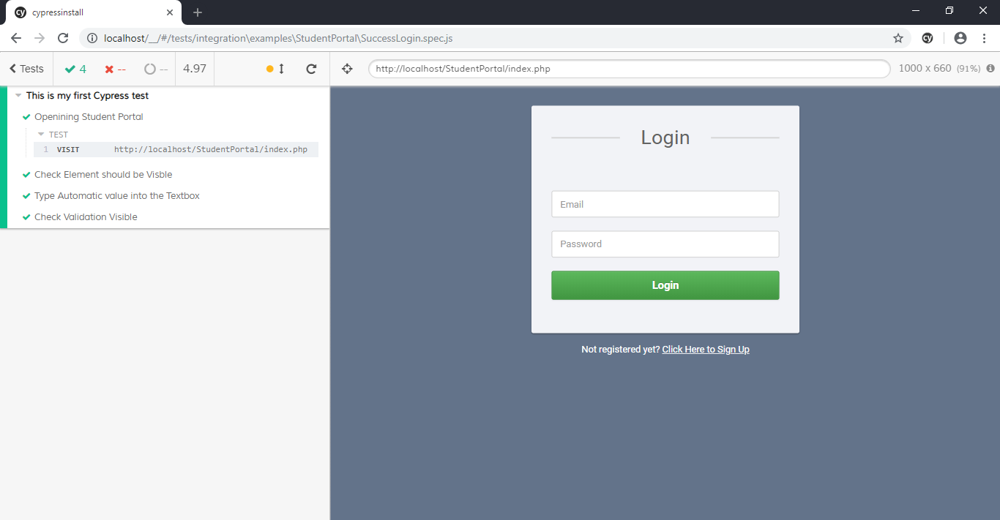 cy cypressinstall
localhost/__/#/tests/integration\examples\StudentPortal\SuccessLogin.spec.js
cy
Tests 4 -- -- 4.97
http://localhost/StudentPortal/index.php
1000 x 660 (91%)
This is my first Cypress test
Openining Student Portal
TEST
1 VISIT http://localhost/StudentPortal/index.php
Check Element should be Visble
Type Automatic value into the Textbox
Check Validation Visible
Login
Email
Password
Login
Not registered yet? Click Here to Sign Up